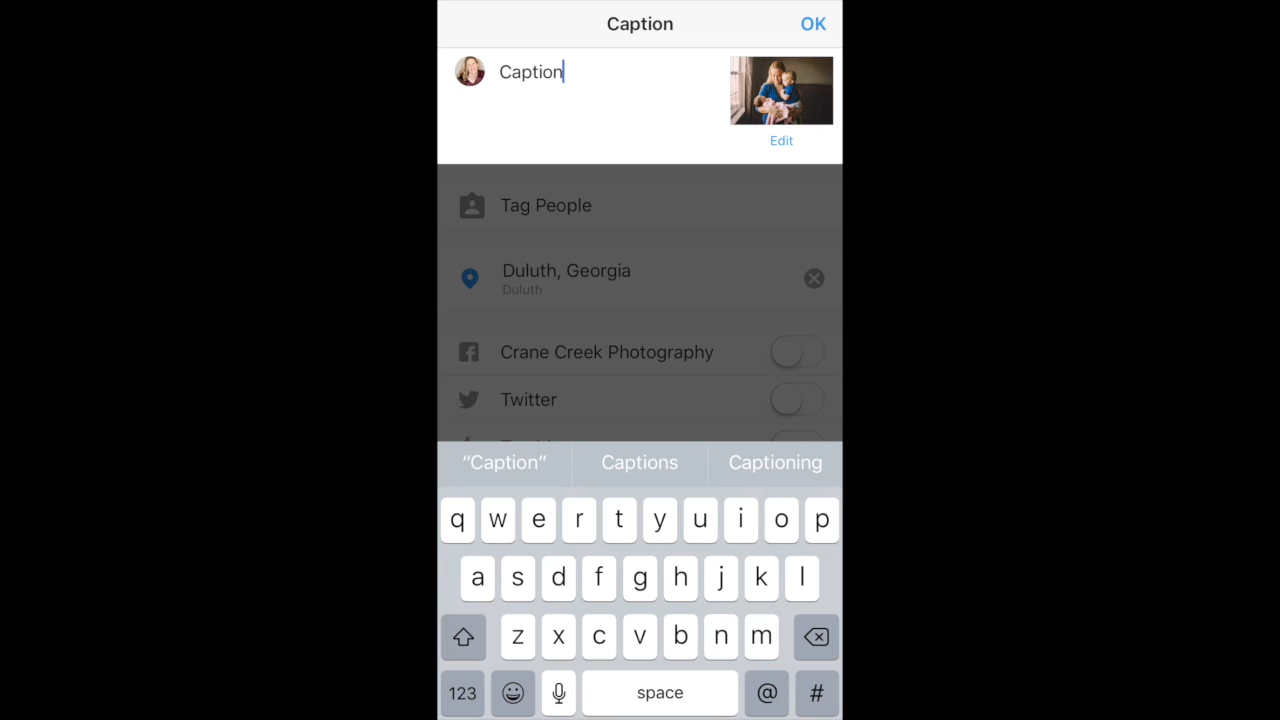 Caption
OK
Caption
Edit
Tag People
Duluth, Georgia
Duluth
Crane Creek Photography
Twitter
“Caption” Captions Captioning
q w e r t y u i o p
a s d f g h j k l
z x c v b n m
123 space @ #